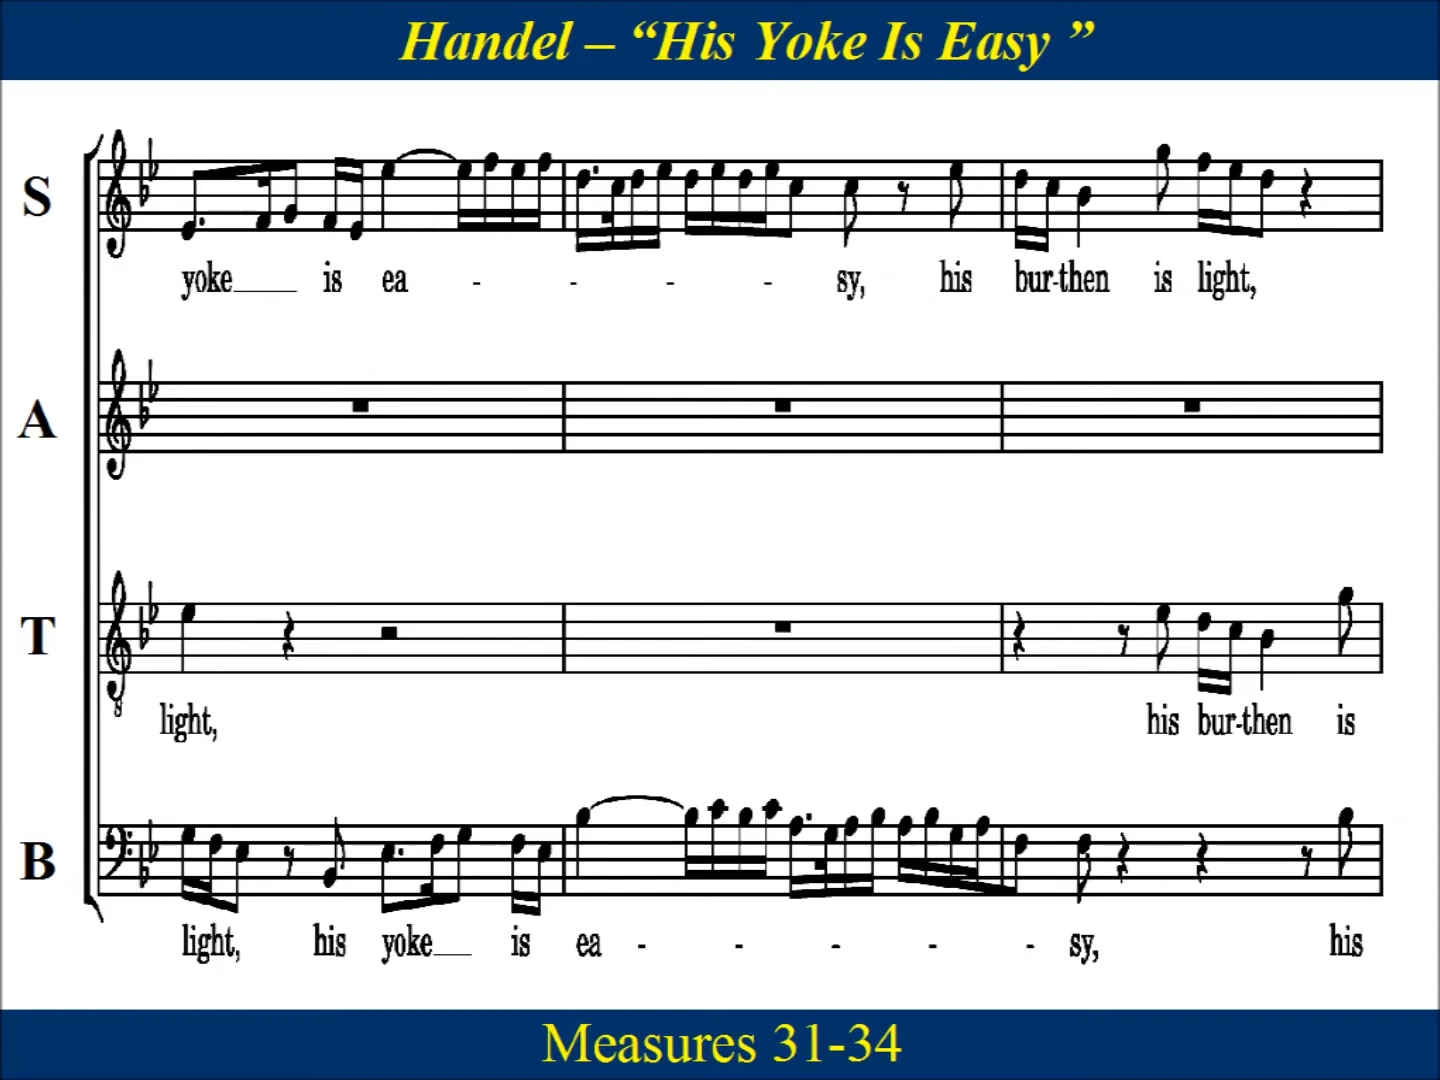 Handel – “His Yoke Is Easy ”
S
yoke is ea - - - - sy, his bur-then is light,
A
T
8
light, his bur-then is
B
light, his yoke is ea - - - - - sy, his
Measures 31-34